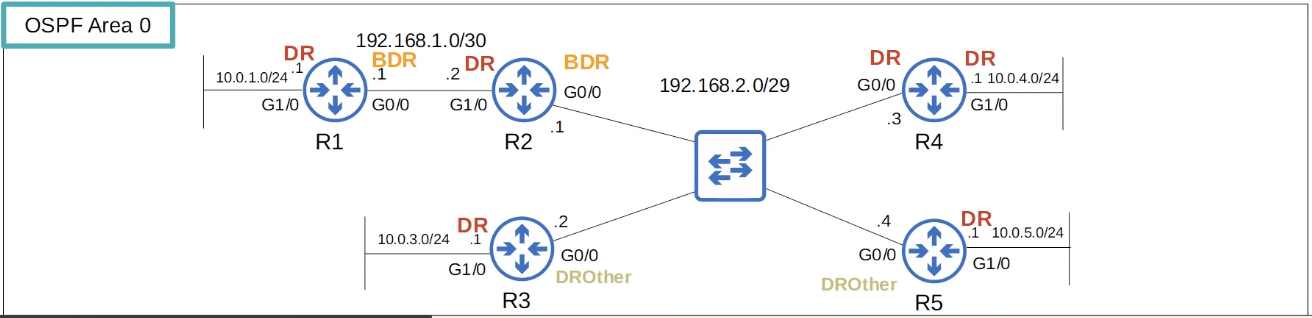 OSPF Area 0
192.168.1.0/30
DR
BDR
DR
BDR
10.0.1.0/24
.1
.1
.2
G1/0
G0/0
G1/0
G0/0
R1
R2
.1
192.168.2.0/29
DR
DR
G0/0
.1
10.0.4.0/24
G1/0
.3
R4
DR
.2
10.0.3.0/24
.1
G1/0
G0/0
DROther
R3
.4
DR
.1
10.0.5.0/24
G0/0
G1/0
DROther
R5